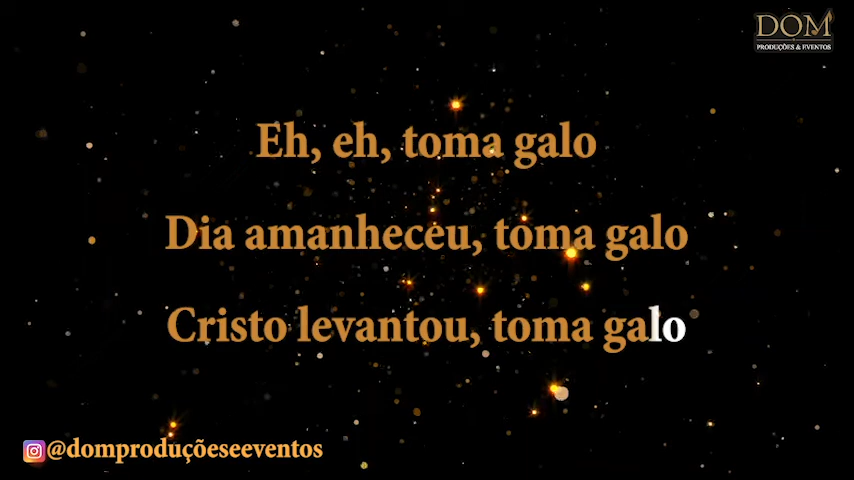 DOM
PRODUÇÕES & EVENTOS
Eh, eh, toma galo
Dia amanheceu, toma galo
Cristo levantou, toma galo
@domproduçõeseeventos